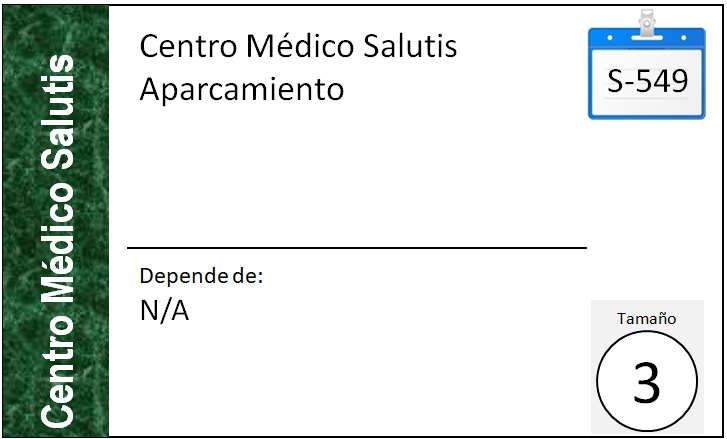 Centro Médico Salutis
Centro Médico Salutis
Aparcamiento
S-549
Depende de:
N/A
Tamaño
3